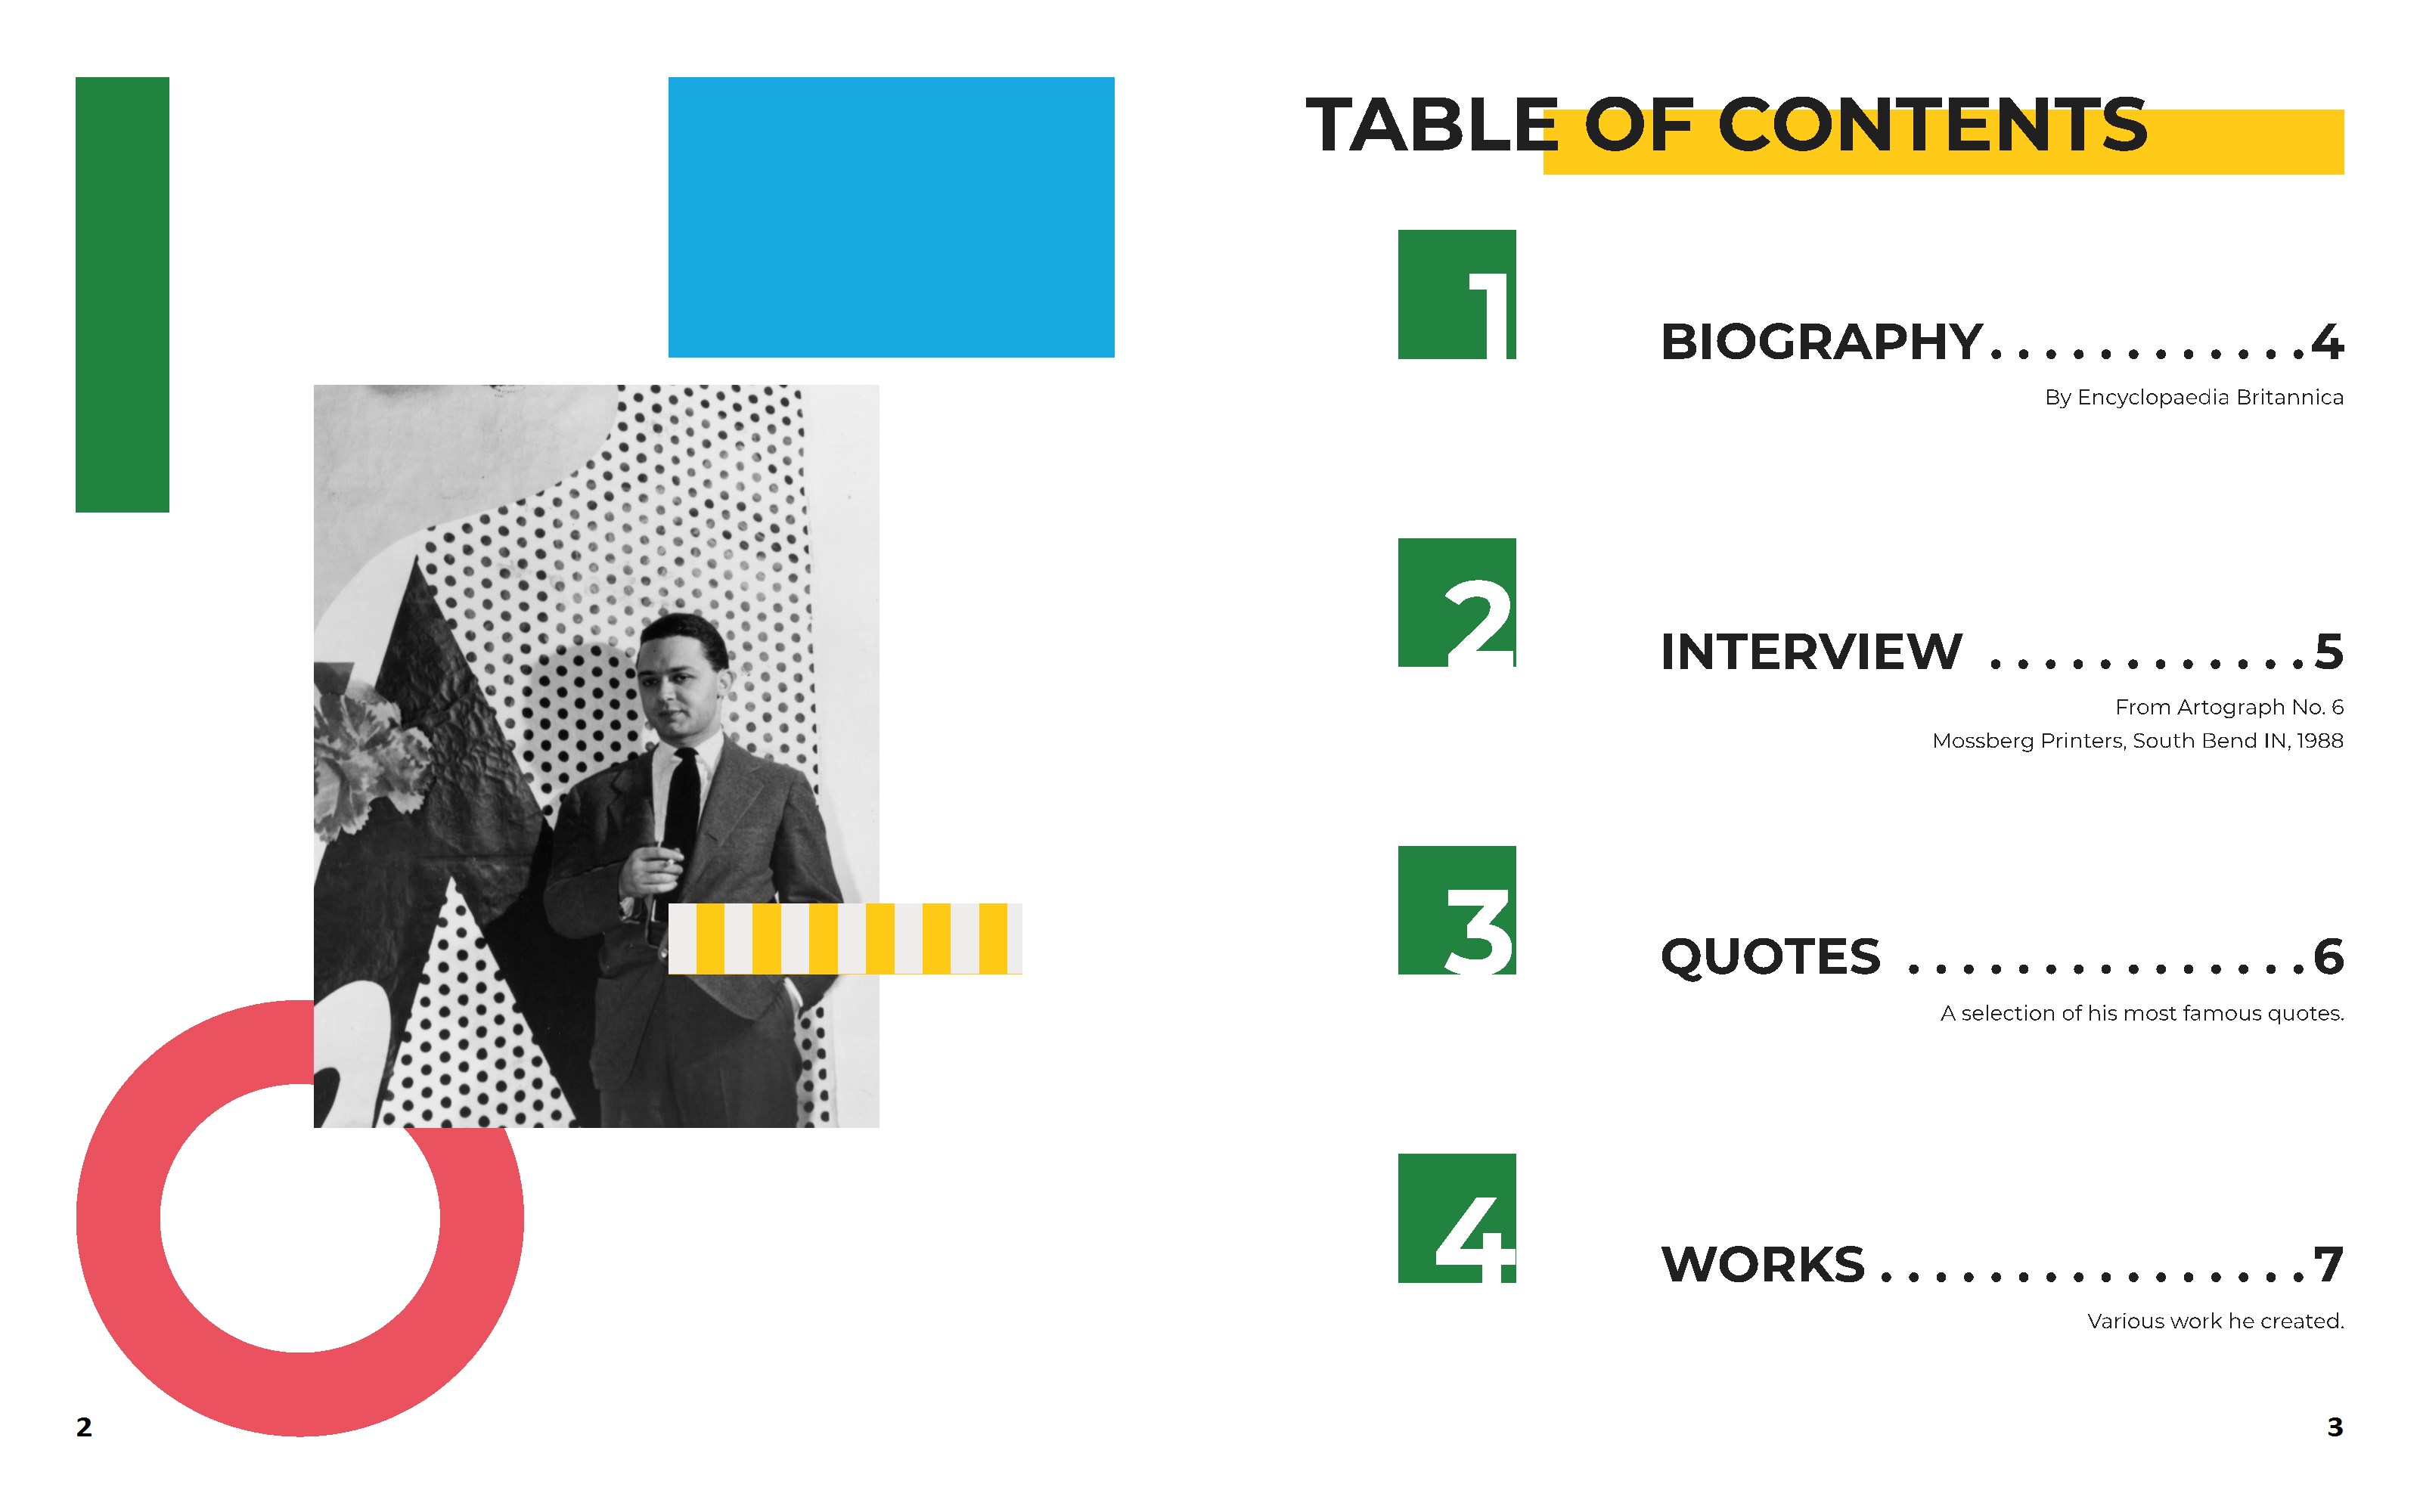 TABLE OF CONTENTS
1
BIOGRAPHY. . . . . . . . . . . .4
By Encyclopaedia Britannica
2
INTERVIEW . . . . . . . . . . . .5
From Artograph No. 6
Mossberg Printers, South Bend IN, 1988
3
QUOTES . . . . . . . . . . . . . . .6
A selection of his most famous quotes.
4
WORKS. . . . . . . . . . . . . . . .7
Various work he created.
2
3